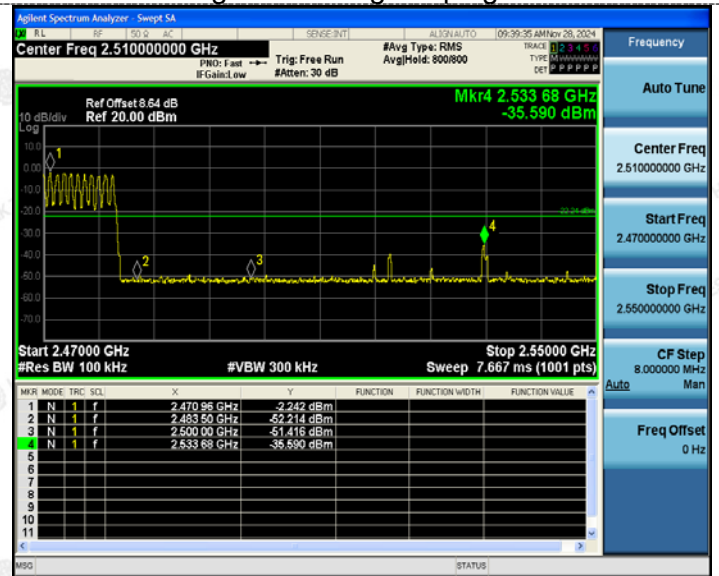 Agilent Spectrum Analyzer - Swept SA
RL RF 50 Ω AC SENSE:INT ALIGN AUTO 09:39:35 AM Nov 28, 2024
Center Freq 2.510000000 GHz #Avg Type: RMS TRACE 1 2 3 4 5 6
PNO: Fast Trig: Free Run Avg|Hold: 800/800 TYPE M
IFGain:Low #Atten: 30 dB DET P P P P P P
Frequency
Auto Tune
Center Freq
2.510000000 GHz
Start Freq
2.470000000 GHz
Stop Freq
2.550000000 GHz
CF Step
8.000000 MHz
Auto Man
Freq Offset
0 Hz
Ref Offset 8.64 dB Mkr4 2.533 68 GHz
10 dB/div Ref 20.00 dBm -35.590 dBm
Log
10.0
0.00
-10.0
-20.0
-30.0
-40.0
-50.0
-60.0
-70.0
1
2
3
4
-22.24 dBm
Start 2.47000 GHz Stop 2.55000 GHz
#Res BW 100 kHz #VBW 300 kHz Sweep 7.667 ms (1001 pts)
MKR MODE TRC SCL X Y FUNCTION FUNCTION WIDTH FUNCTION VALUE
1 N 1 f 2.470 96 GHz -2.242 dBm
2 N 1 f 2.483 50 GHz -52.214 dBm
3 N 1 f 2.500 00 GHz -51.416 dBm
4 N 1 f 2.533 68 GHz -35.590 dBm
5
6
7
8
9
10
11
MSG STATUS